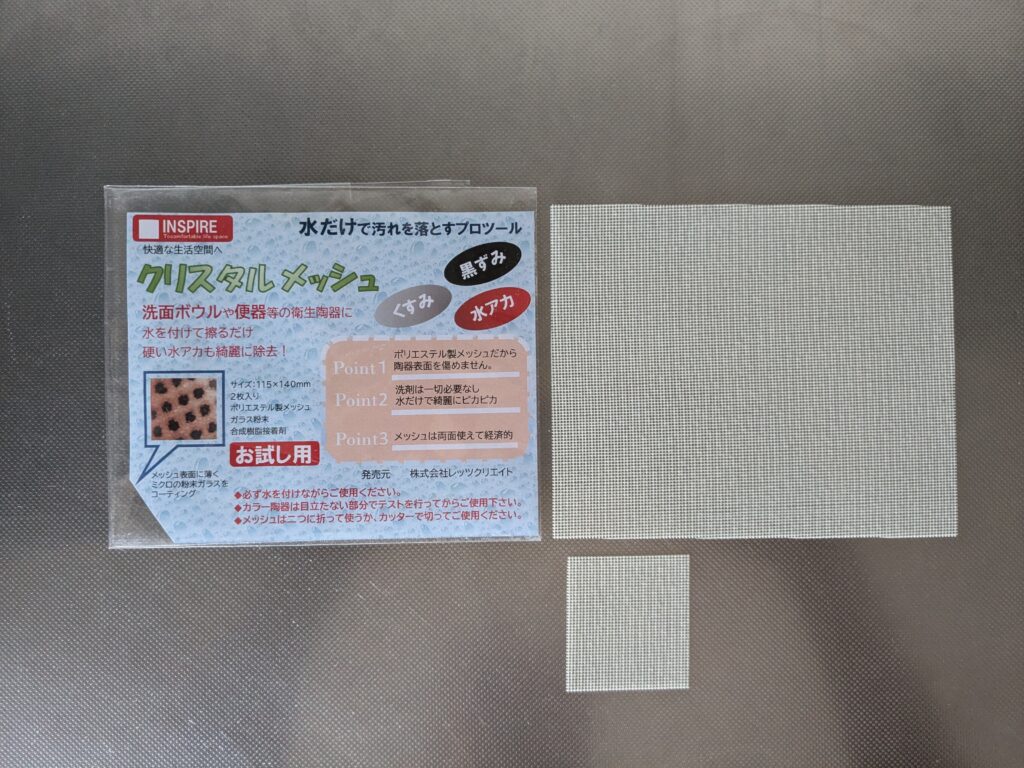 INSPIRE
To comfortable life space
快適な生活空間へ
水だけで汚れを落とすプロツール
クリスタルメッシュ
黒ずみ
くすみ
水アカ
洗面ボウルや便器等の衛生陶器に
水を付けて擦るだけ
硬い水アカも綺麗に除去！
Point1
ポリエステル製メッシュだから
陶器表面を傷めません。
Point2
洗剤は一切必要なし
水だけで綺麗にピカピカ
Point3
メッシュは両面使えて経済的
サイズ：115×140mm
2枚入り
ポリエステル製メッシュ
ガラス粉末
合成樹脂接着剤
お試し用
メッシュ表面に薄く
ミクロの粉末ガラスを
コーティング
発売元 株式会社レッツクリエイト
◆必ず水を付けながらご使用ください。
◆カラー陶器は目立たない部分でテストを行ってからご使用下さい。
◆メッシュは二つに折って使うか、カッターで切ってご使用ください。